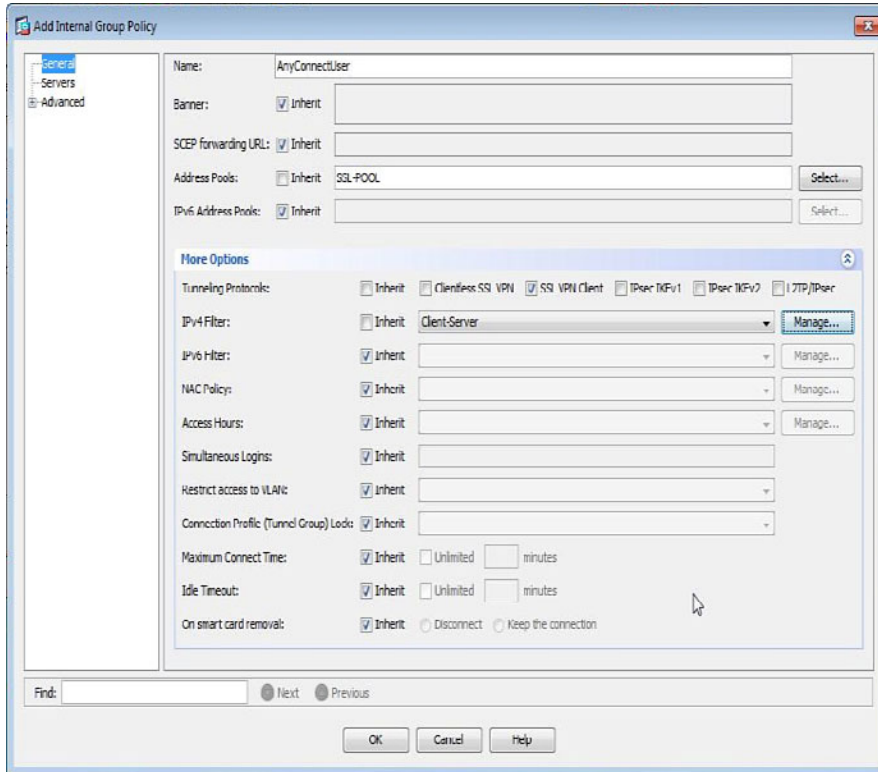 Add Internal Group Policy
General
Servers
Advanced
Name: AnyConnectUser
Banner: Inherit
SCEP forwarding URL: Inherit
Address Pools: Inherit SSL-POOL Select...
IPv6 Address Pools: Inherit Select...
More Options
Tunneling Protocols: Inherit Clientless SSL VPN SSL VPN Client IPsec IKEv1 IPsec IKEv2 L2TP/IPsec
IPv4 Filter: Inherit Client-Server Manage...
IPv6 Filter: Inherit Manage...
NAC Policy: Inherit Manage...
Access Hours: Inherit Manage...
Simultaneous Logins: Inherit
Restrict access to VLAN: Inherit
Connection Profile (Tunnel Group) Lock: Inherit
Maximum Connect Time: Inherit Unlimited minutes
Idle Timeout: Inherit Unlimited minutes
On smart card removal: Inherit Disconnect Keep the connection
Find: Next Previous
OK Cancel Help